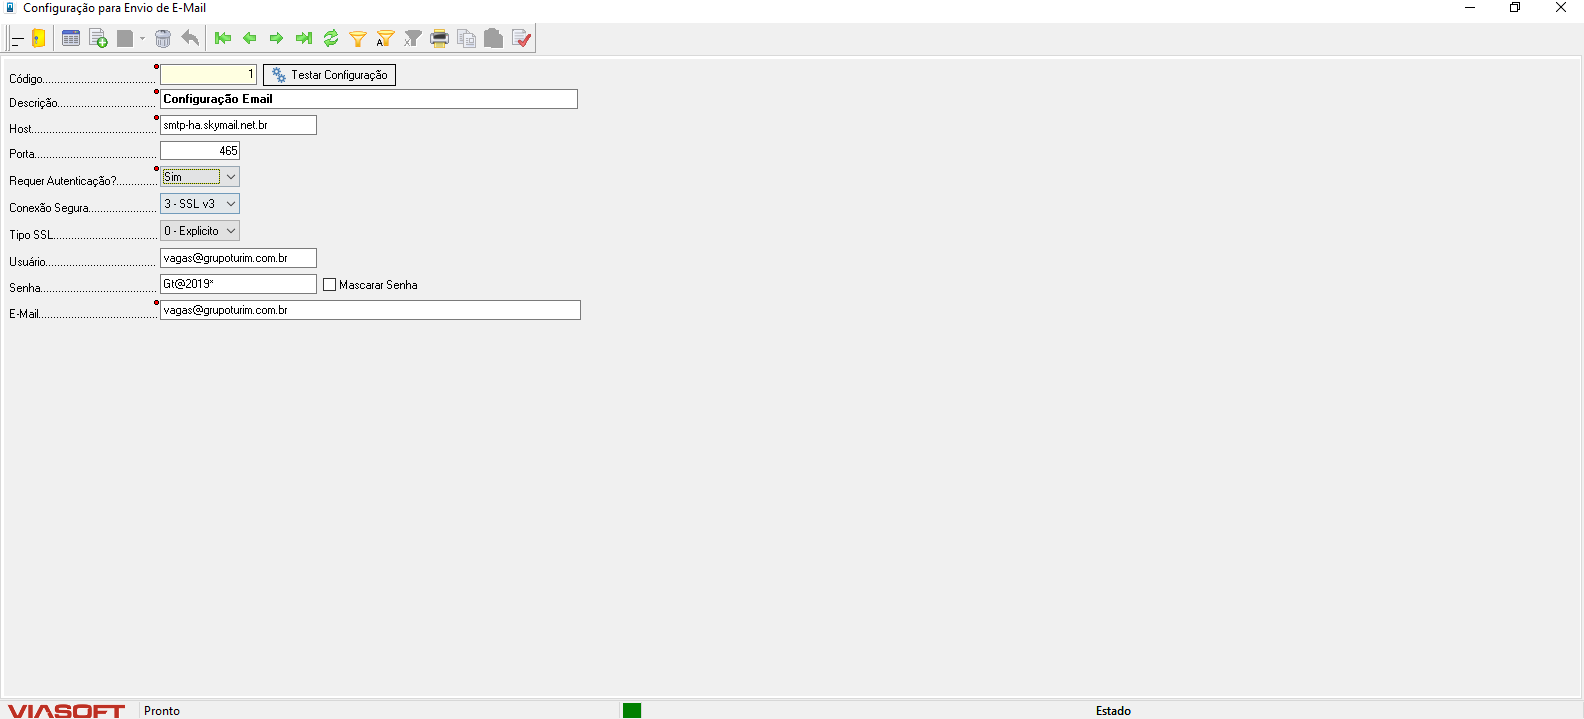 Configuração para Envio de E-Mail
Código 1 Testar Configuração
Descrição Configuração Email
Host smtp-ha.skymail.net.br
Porta 465
Requer Autenticação? Sim
Conexão Segura 3 - SSL v3
Tipo SSL 0 - Explicito
Usuário vagas@grupoturim.com.br
Senha Gt@2019* Mascarar Senha
E-Mail vagas@grupoturim.com.br
VIASOFT Pronto Estado